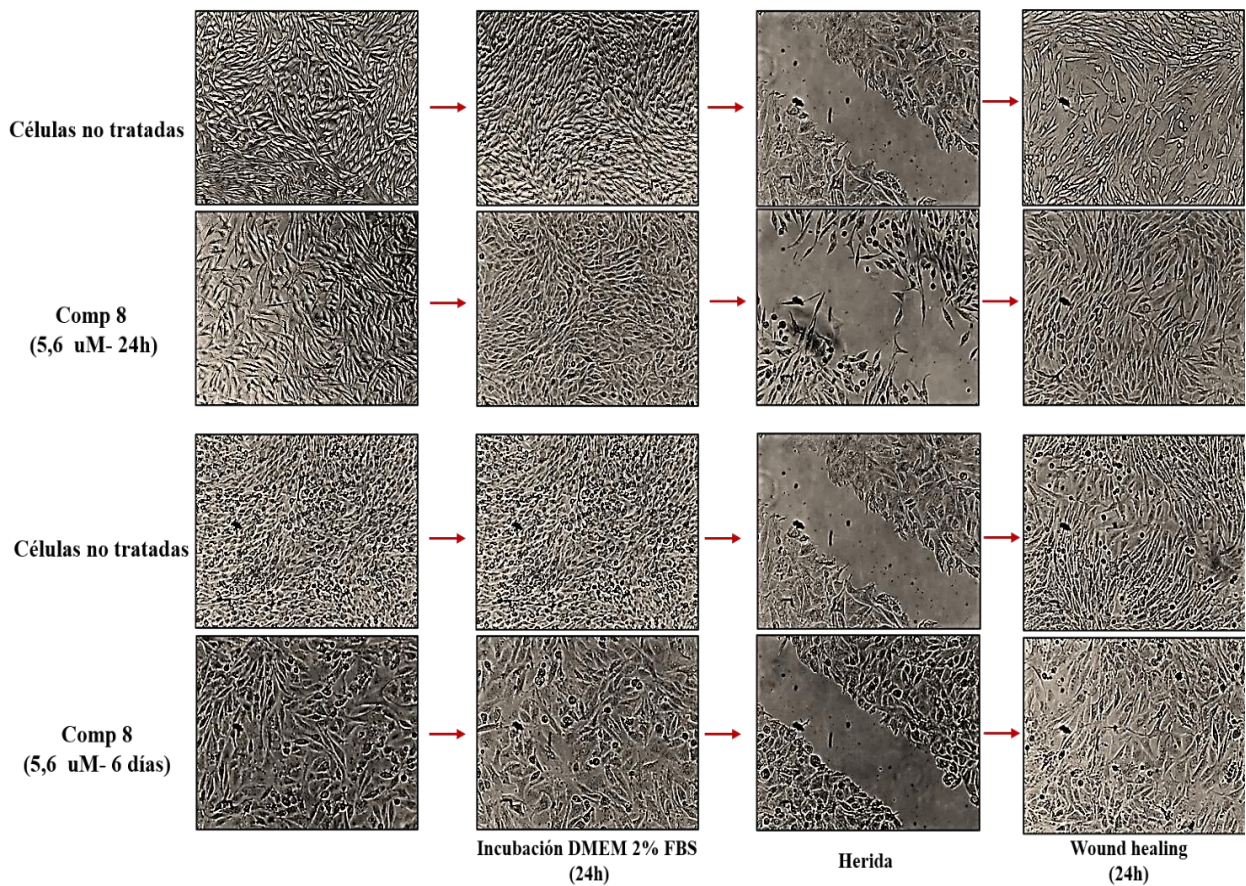 Células no tratadas
Comp 8
(5,6 uM- 24h)
Células no tratadas
Comp 8
(5,6 uM- 6 días)
Incubación DMEM 2% FBS
(24h)
Herida
Wound healing
(24h)